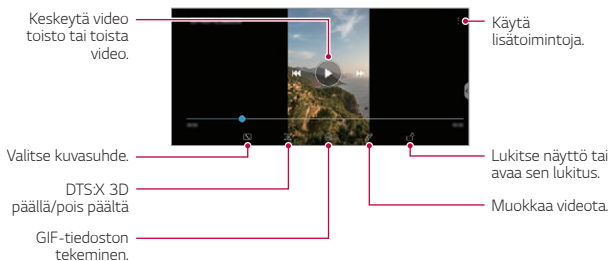 Keskeytä video
toisto tai toista
video.
Käytä
lisätoimintoja.
Valitse kuvasuhde.
DTS:X 3D
päällä/pois päältä
GIF-tiedoston
tekeminen.
Lukitse näyttö tai
avaa sen lukitus.
Muokkaa videota.